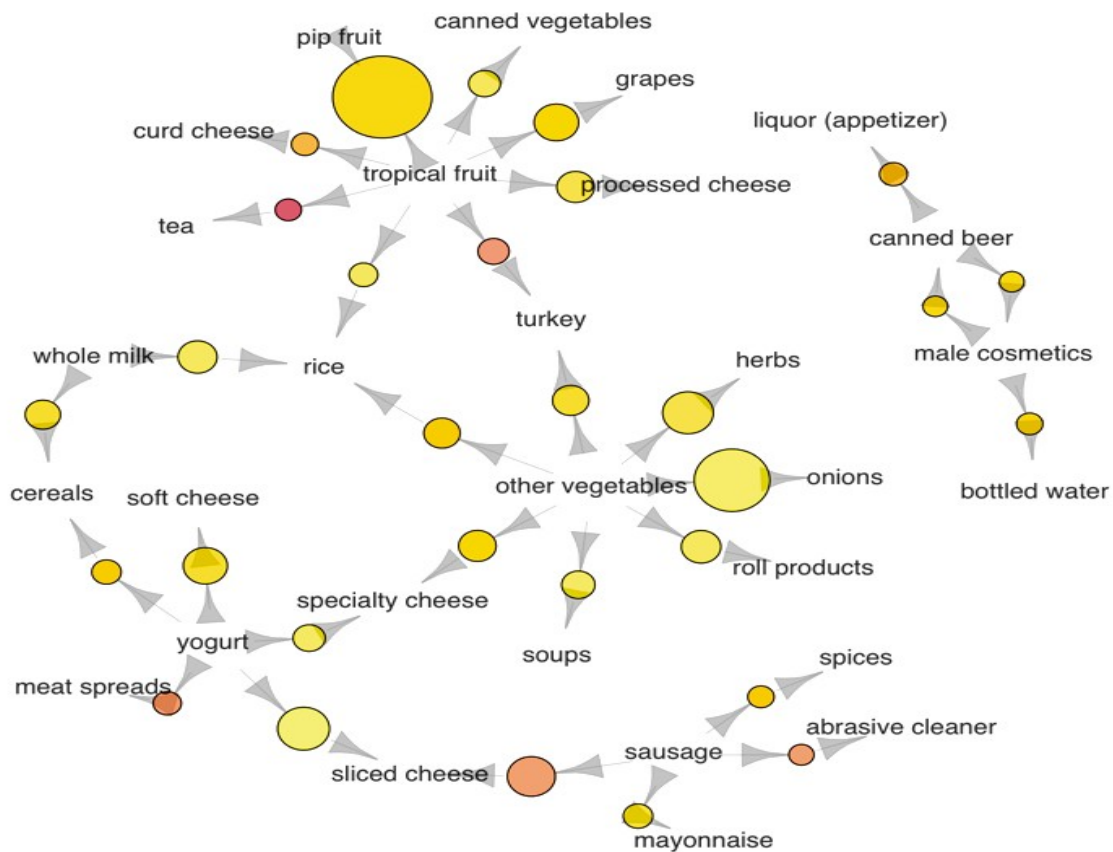 canned vegetables
pip fruit
grapes
liquor (appetizer)
curd cheese
tropical fruit
processed cheese
tea
canned beer
turkey
whole milk
rice
herbs
male cosmetics
cereals
soft cheese
other vegetables
onions
bottled water
roll products
specialty cheese
yogurt
soups
spices
meat spreads
abrasive cleaner
sliced cheese
sausage
mayonnaise